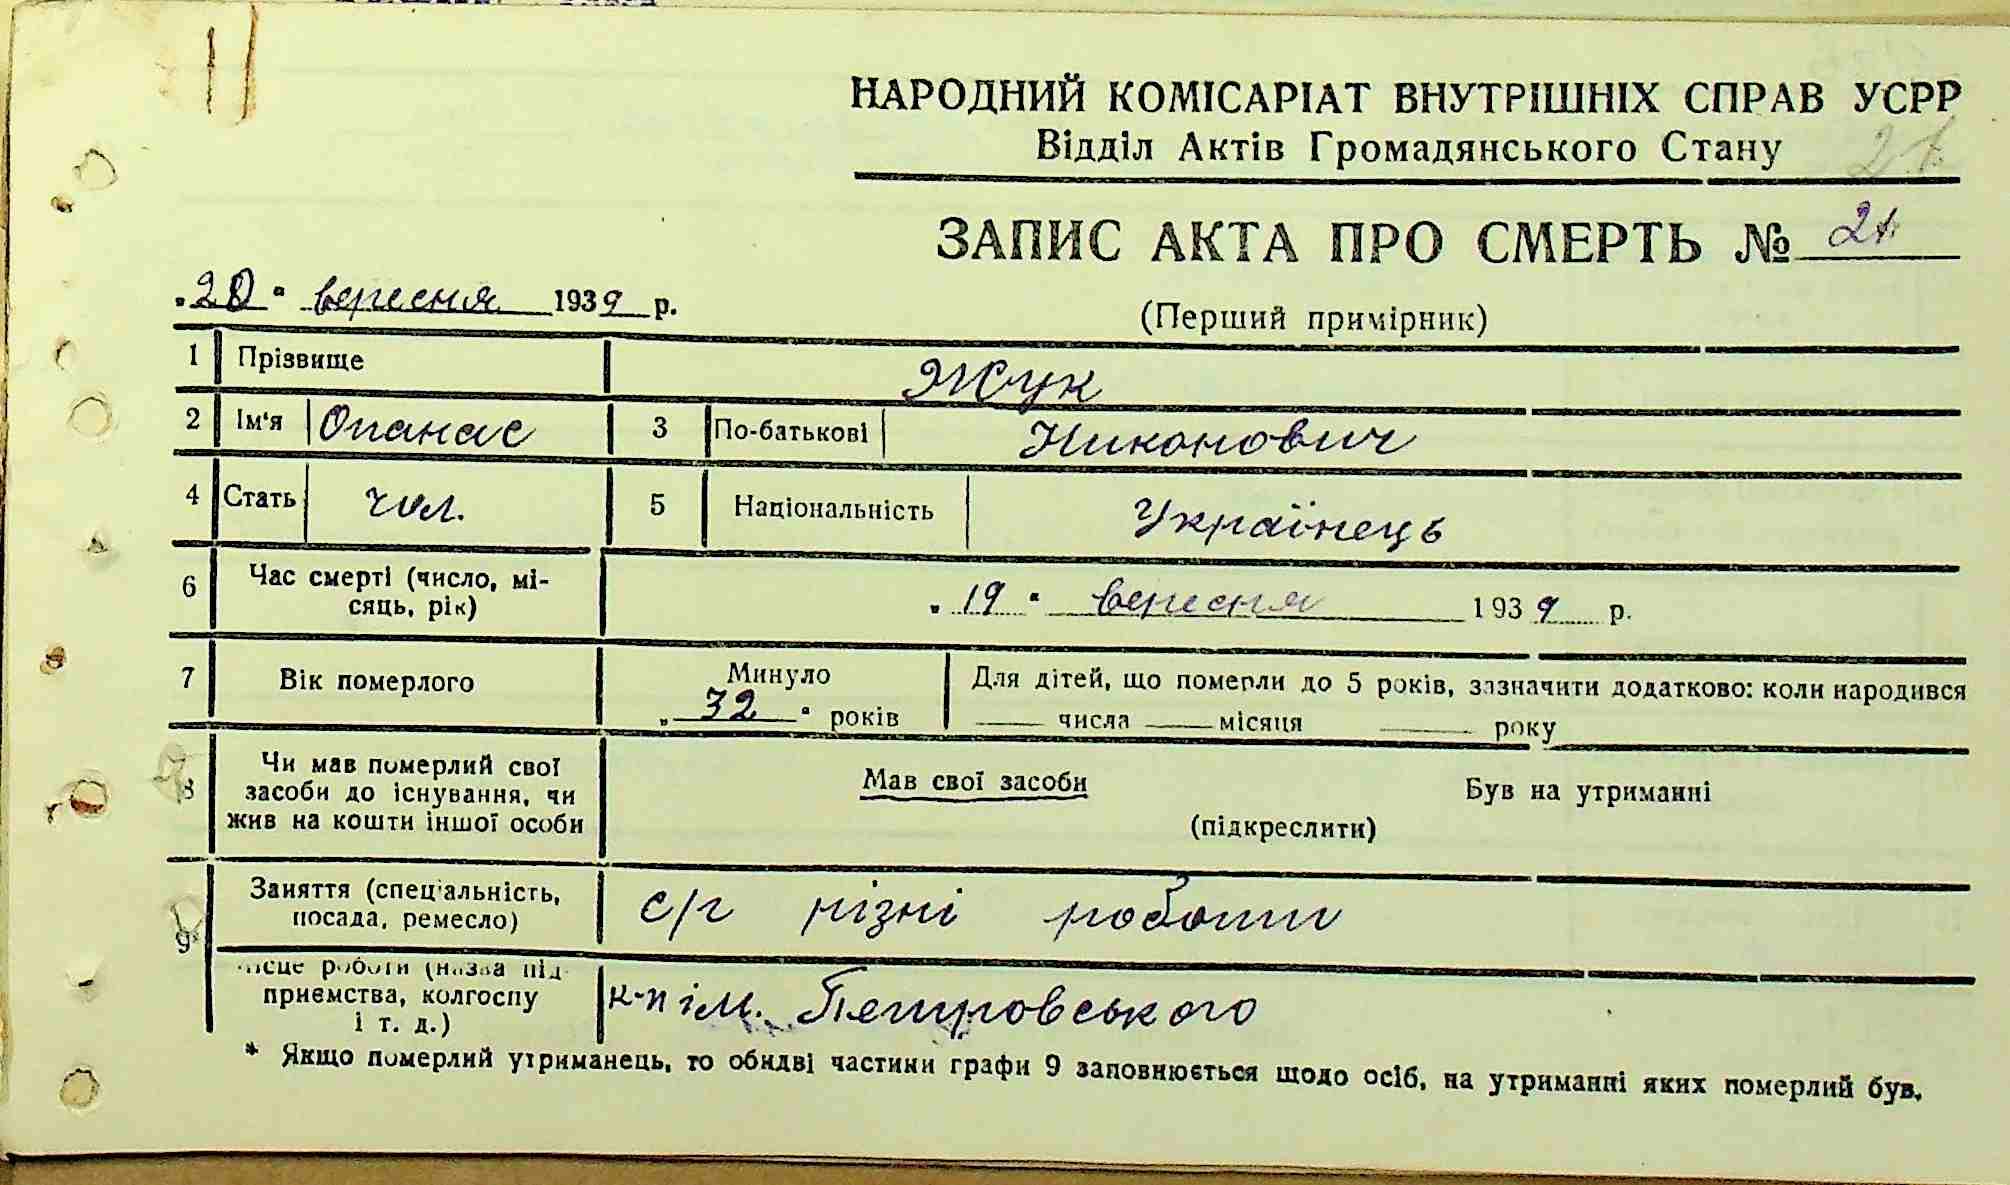 НАРОДНИЙ КОМІСАРІАТ ВНУТРІШНІХ СПРАВ УСРР
Відділ Актів Громадянського Стану
ЗАПИС АКТА ПРО СМЕРТЬ №
„20" вересня 1939 р.
(Перший примірник)
1 Прізвище Жук
2 Ім'я Опанас 3 По-батькові Никонович
4 Стать чол. 5 Національність Українець
6 Час смерті (число, мі-
сяць, рік) „19" вересня 1939 р.
7 Вік померлого Минуло „32" років Для дітей, що померли до 5 років, зазначити додатково: коли народився
— числа — місяця — року
8 Чи мав померлий свої
засоби до існування, чи
жив на кошти іншої особи
Мав свої засоби Був на утриманні
(підкреслити)
9 Заняття (спеціальність,
посада, ремесло) с/г різні роботи
Місце роботи (назва під-
приємства, колгоспу
і т. д.) к-п ім. Петровського
* Якщо померлий утриманець, то обидві частини графи 9 заповнюється щодо осіб, на утриманні яких померлий був.